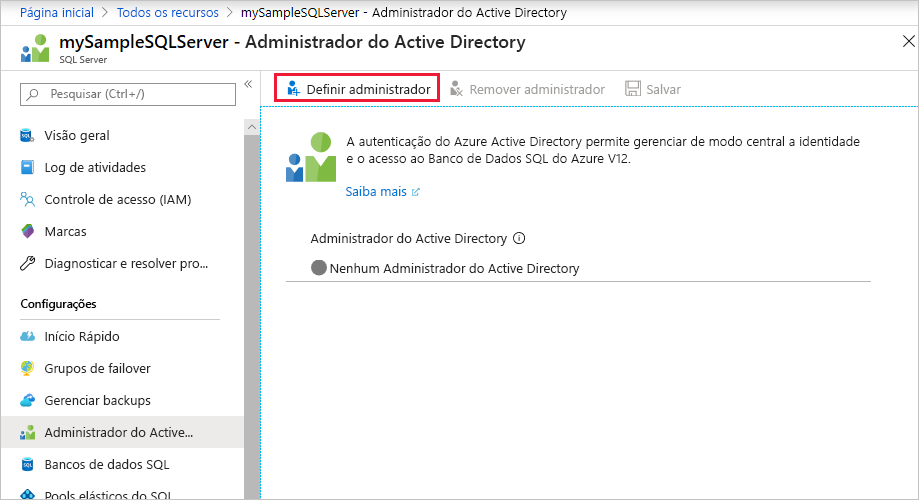 Página inicial > Todos os recursos > mySampleSQLServer - Administrador do Active Directory
mySampleSQLServer - Administrador do Active Directory
SQL Server
Pesquisar (Ctrl+/)
Visão geral
Log de atividades
Controle de acesso (IAM)
Marcas
Diagnosticar e resolver pro...
Configurações
Início Rápido
Grupos de failover
Gerenciar backups
Administrador do Active...
Bancos de dados SQL
Pools elásticos do SQL
Definir administrador
Remover administrador
Salvar
A autenticação do Azure Active Directory permite gerenciar de modo central a identidade
e o acesso ao Banco de Dados SQL do Azure V12.
Saiba mais
Administrador do Active Directory
Nenhum Administrador do Active Directory